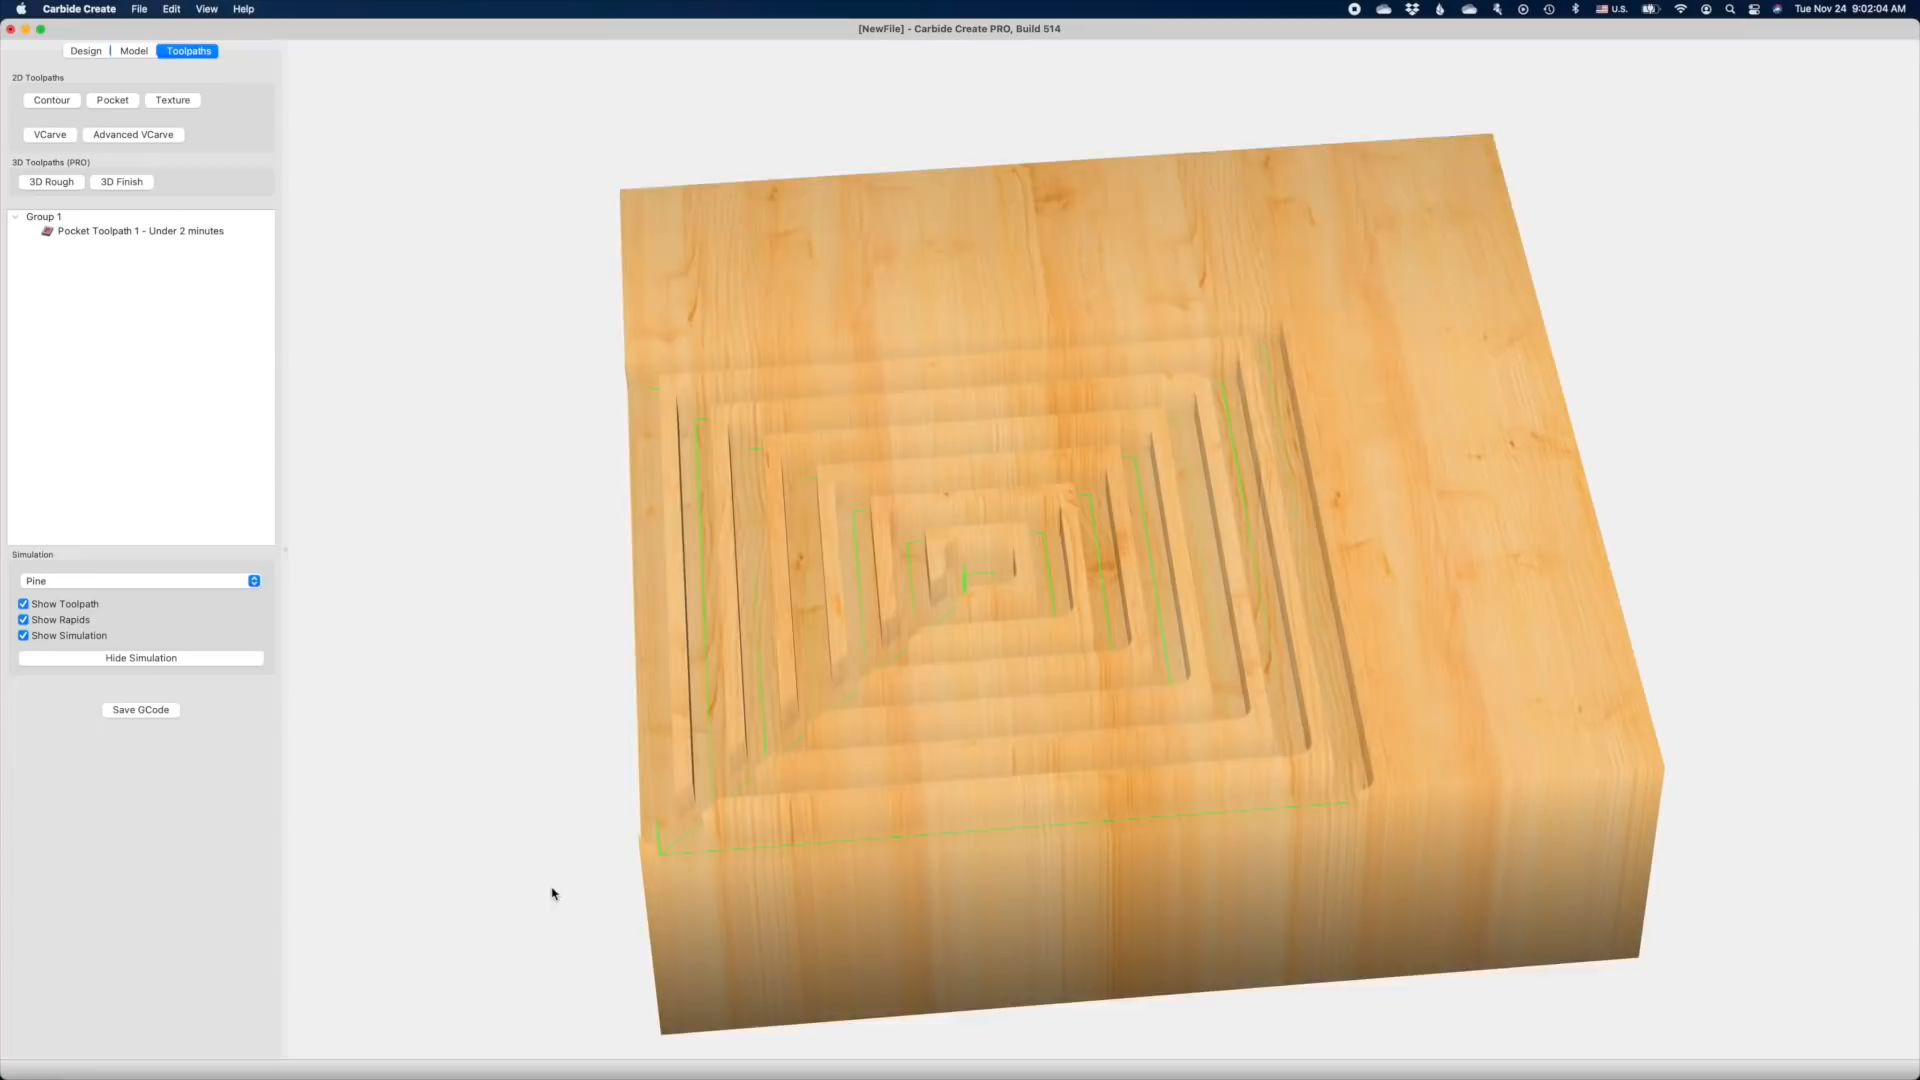 Carbide Create File Edit View Help U.S. Tue Nov 24 9:02:04 AM
[NewFile] - Carbide Create PRO, Build 514
Design Model Toolpaths
2D Toolpaths
Contour Pocket Texture
VCarve Advanced VCarve
3D Toolpaths (PRO)
3D Rough 3D Finish
Group 1
Pocket Toolpath 1 - Under 2 minutes
Simulation
Pine
Show Toolpath
Show Rapids
Show Simulation
Hide Simulation
Save GCode